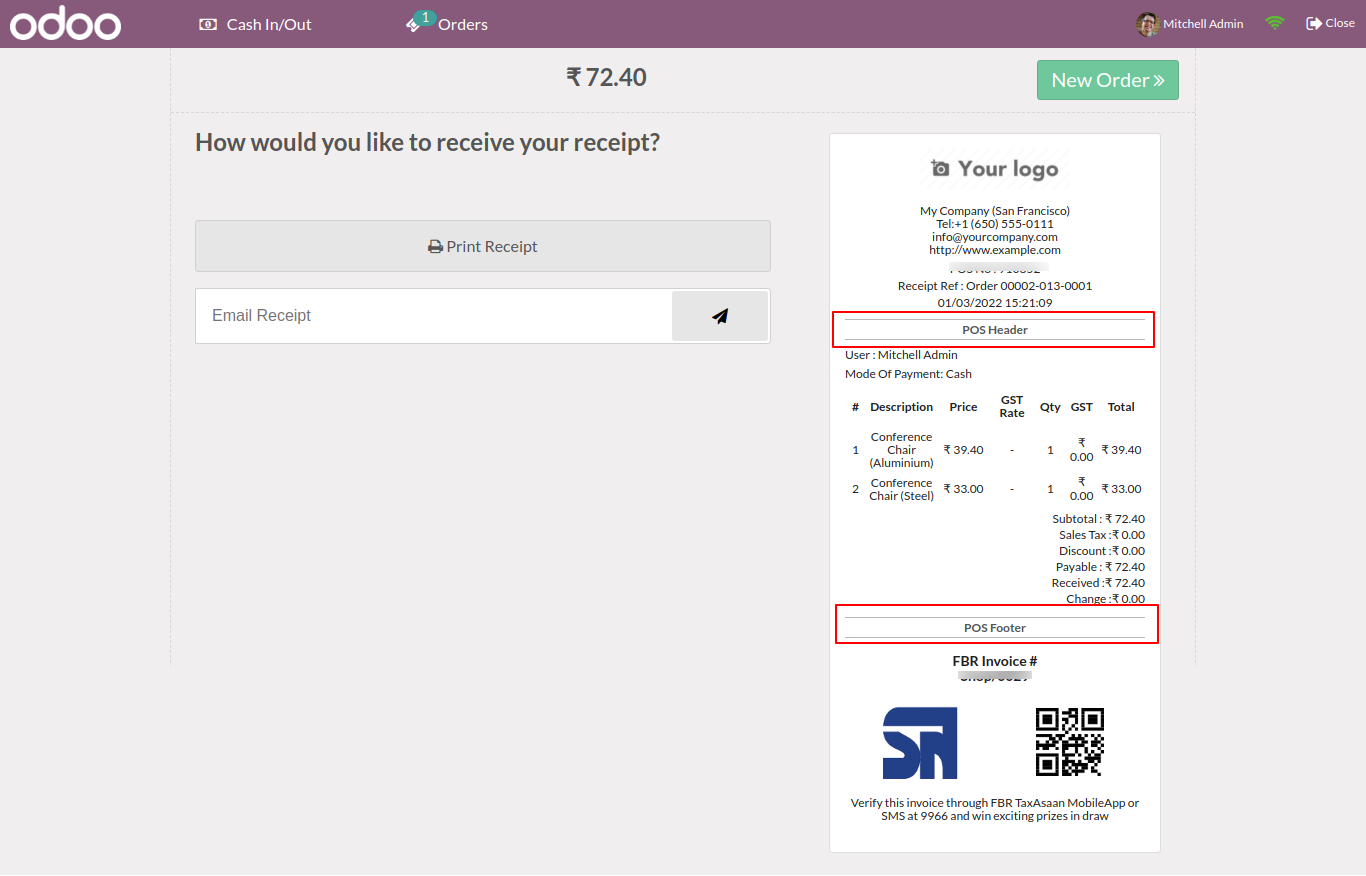 odoo
Cash In/Out
1
Orders
Mitchell Admin
Close
₹ 72.40
New Order
How would you like to receive your receipt?
Print Receipt
Email Receipt
Your logo
My Company (San Francisco)
Tel:+1 (650) 555-0111
info@yourcompany.com
http://www.example.com
Receipt Ref : Order 00002-013-0001
01/03/2022 15:21:09
POS Header
User : Mitchell Admin
Mode Of Payment: Cash
# Description Price GST Rate Qty GST Total
1 Conference Chair (Aluminium) ₹ 39.40 - 1 ₹ 0.00 ₹ 39.40
2 Conference Chair (Steel) ₹ 33.00 - 1 ₹ 0.00 ₹ 33.00
Subtotal : ₹ 72.40
Sales Tax :₹ 0.00
Discount :₹ 0.00
Payable : ₹ 72.40
Received :₹ 72.40
Change :₹ 0.00
POS Footer
FBR Invoice #
Verify this invoice through FBR TaxAsaan MobileApp or
SMS at 9966 and win exciting prizes in draw